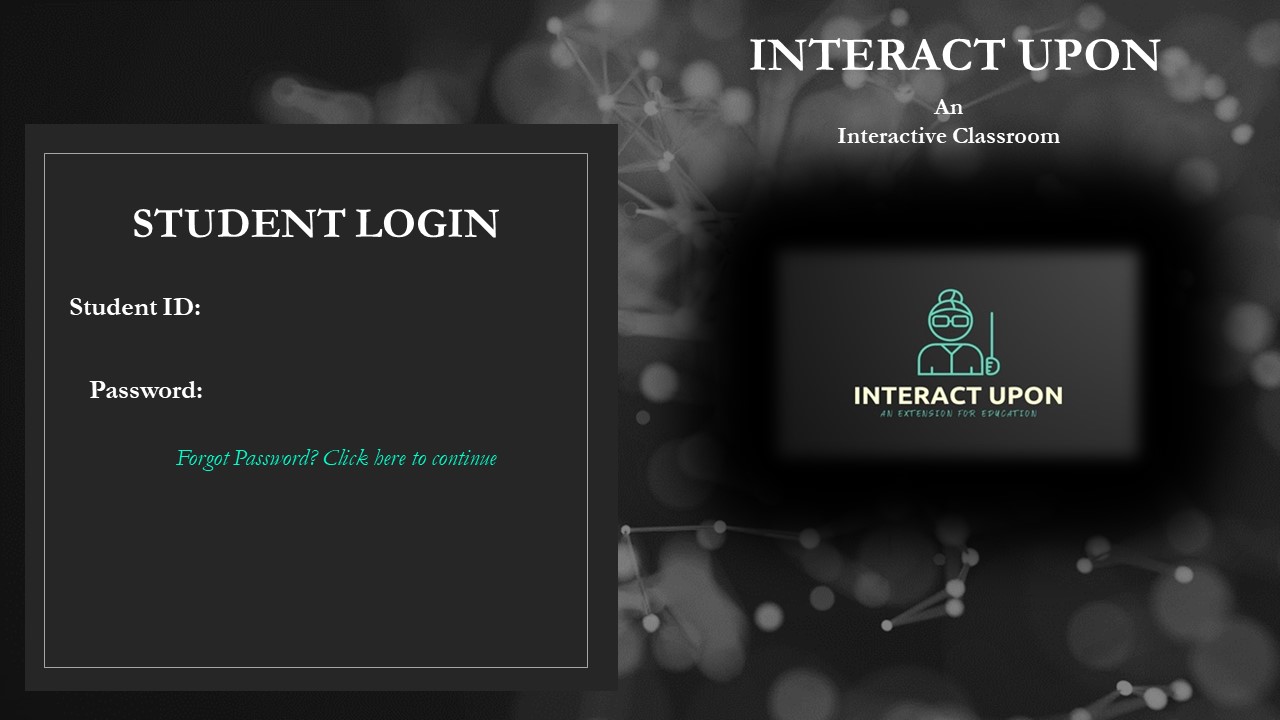 INTERACT UPON
An
Interactive Classroom
STUDENT LOGIN
Student ID:
Password:
Forgot Password? Click here to continue
INTERACT UPON
AN EXTENSION FOR EDUCATION